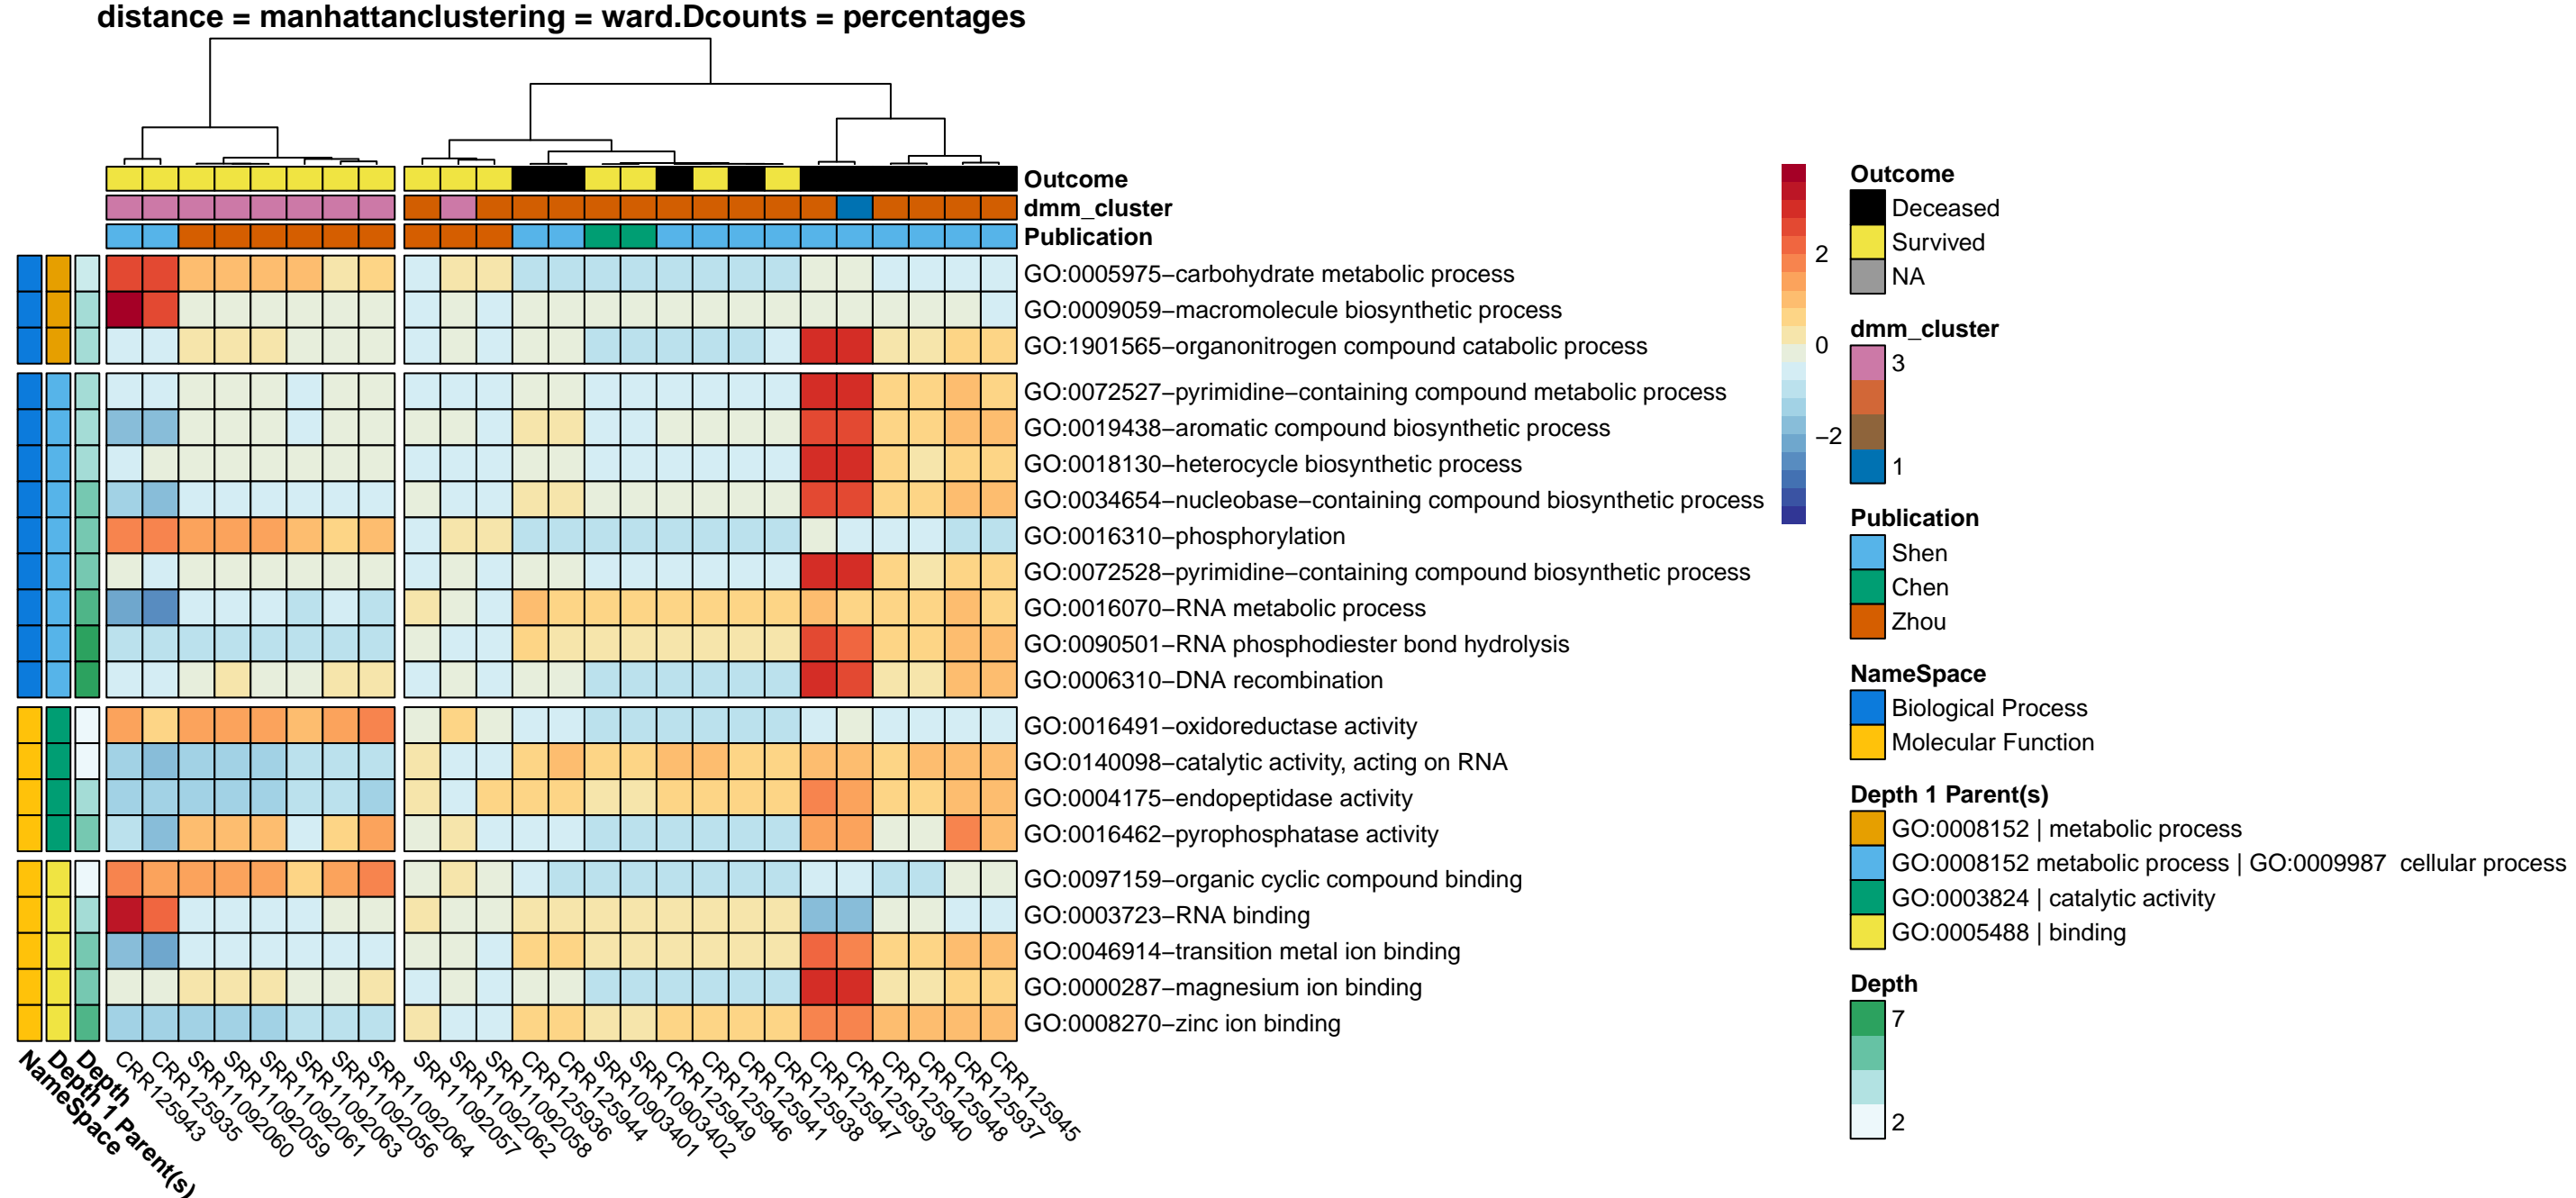 distance = manhattanclustering = ward.Dcounts = percentages
Outcome
dmm_cluster
Publication
GO:0005975−carbohydrate metabolic process
GO:0009059−macromolecule biosynthetic process
GO:1901565−organonitrogen compound catabolic process
GO:0072527−pyrimidine−containing compound metabolic process
GO:0019438−aromatic compound biosynthetic process
GO:0018130−heterocycle biosynthetic process
GO:0034654−nucleobase−containing compound biosynthetic process
GO:0016310−phosphorylation
GO:0072528−pyrimidine−containing compound biosynthetic process
GO:0016070−RNA metabolic process
GO:0090501−RNA phosphodiester bond hydrolysis
GO:0006310−DNA recombination
GO:0016491−oxidoreductase activity
GO:0140098−catalytic activity, acting on RNA
GO:0004175−endopeptidase activity
GO:0016462−pyrophosphatase activity
GO:0097159−organic cyclic compound binding
GO:0003723−RNA binding
GO:0046914−transition metal ion binding
GO:0000287−magnesium ion binding
GO:0008270−zinc ion binding
NameSpace
Depth 1 Parent(s)
Depth
CRR125943
CRR125935
SRR11092060
SRR11092059
SRR11092061
SRR11092063
SRR11092056
SRR11092064
SRR11092057
SRR11092062
SRR11092058
CRR125936
CRR125944
SRR10903401
SRR10903402
CRR125949
CRR125946
CRR125941
CRR125938
CRR125947
CRR125939
CRR125940
CRR125948
CRR125937
CRR125945
2
0
−2
Outcome
Deceased
Survived
NA
dmm_cluster
3
1
Publication
Shen
Chen
Zhou
NameSpace
Biological Process
Molecular Function
Depth 1 Parent(s)
GO:0008152 | metabolic process
GO:0008152 metabolic process | GO:0009987 cellular process
GO:0003824 | catalytic activity
GO:0005488 | binding
Depth
7
2